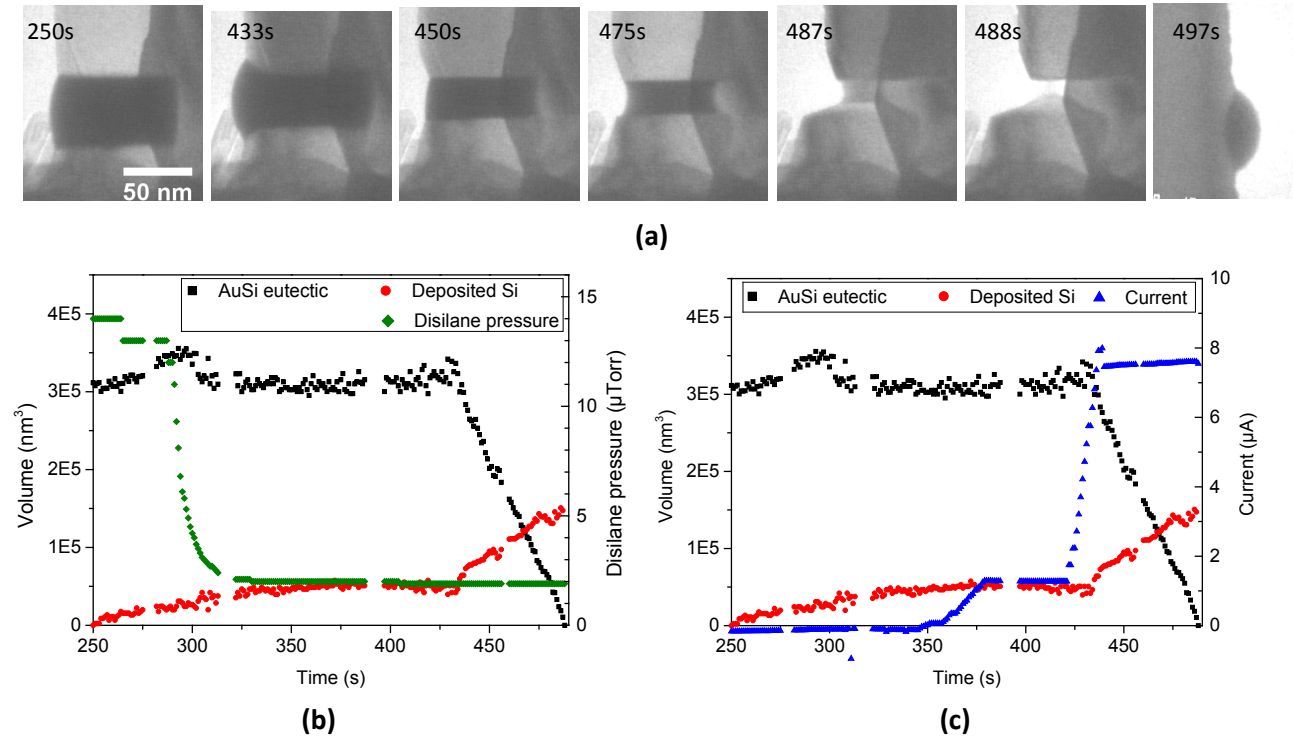 250s 433s 450s 475s 487s 488s 497s
50 nm
(a)
AuSi eutectic Deposited Si
Disilane pressure
4E5
3E5
2E5
1E5
0
15
10
5
0
250 300 350 400 450
Volume (nm³)
Disilane pressure (µTorr)
Time (s)
(b)
AuSi eutectic Deposited Si Current
4E5
3E5
2E5
1E5
0
10
8
6
4
2
0
250 300 350 400 450
Volume (nm³)
Current (µA)
Time (s)
(c)